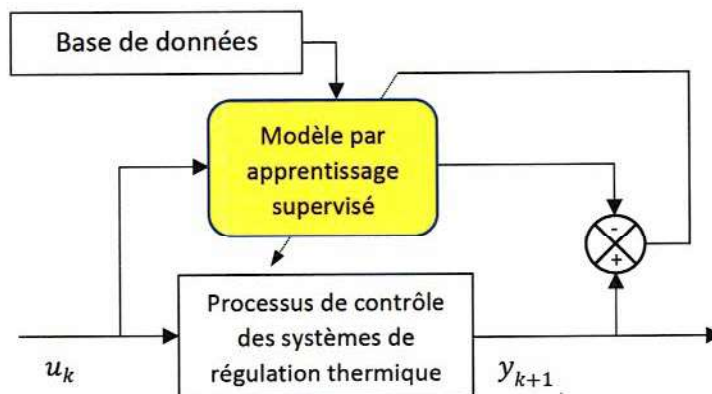 Base de données
Modèle par
apprentissage
supervisé
-
+
Processus de contrôle
des systèmes de
régulation thermique
u_k
y_{k+1}